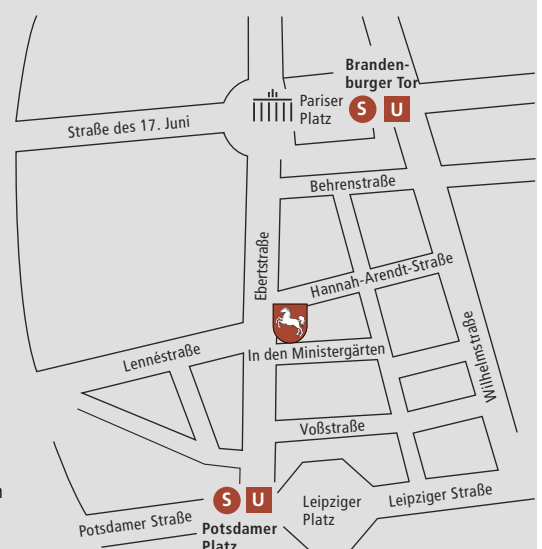 Branden-
burger Tor
Pariser
Platz
S U
Straße des 17. Juni
Behrenstraße
Ebertstraße
Hannah-Arendt-Straße
In den Ministergärten
Lennéstraße
Wilhelmstraße
Voßstraße
S U
Leipziger
Platz
Leipziger Straße
Potsdamer Straße
Potsdamer
Platz